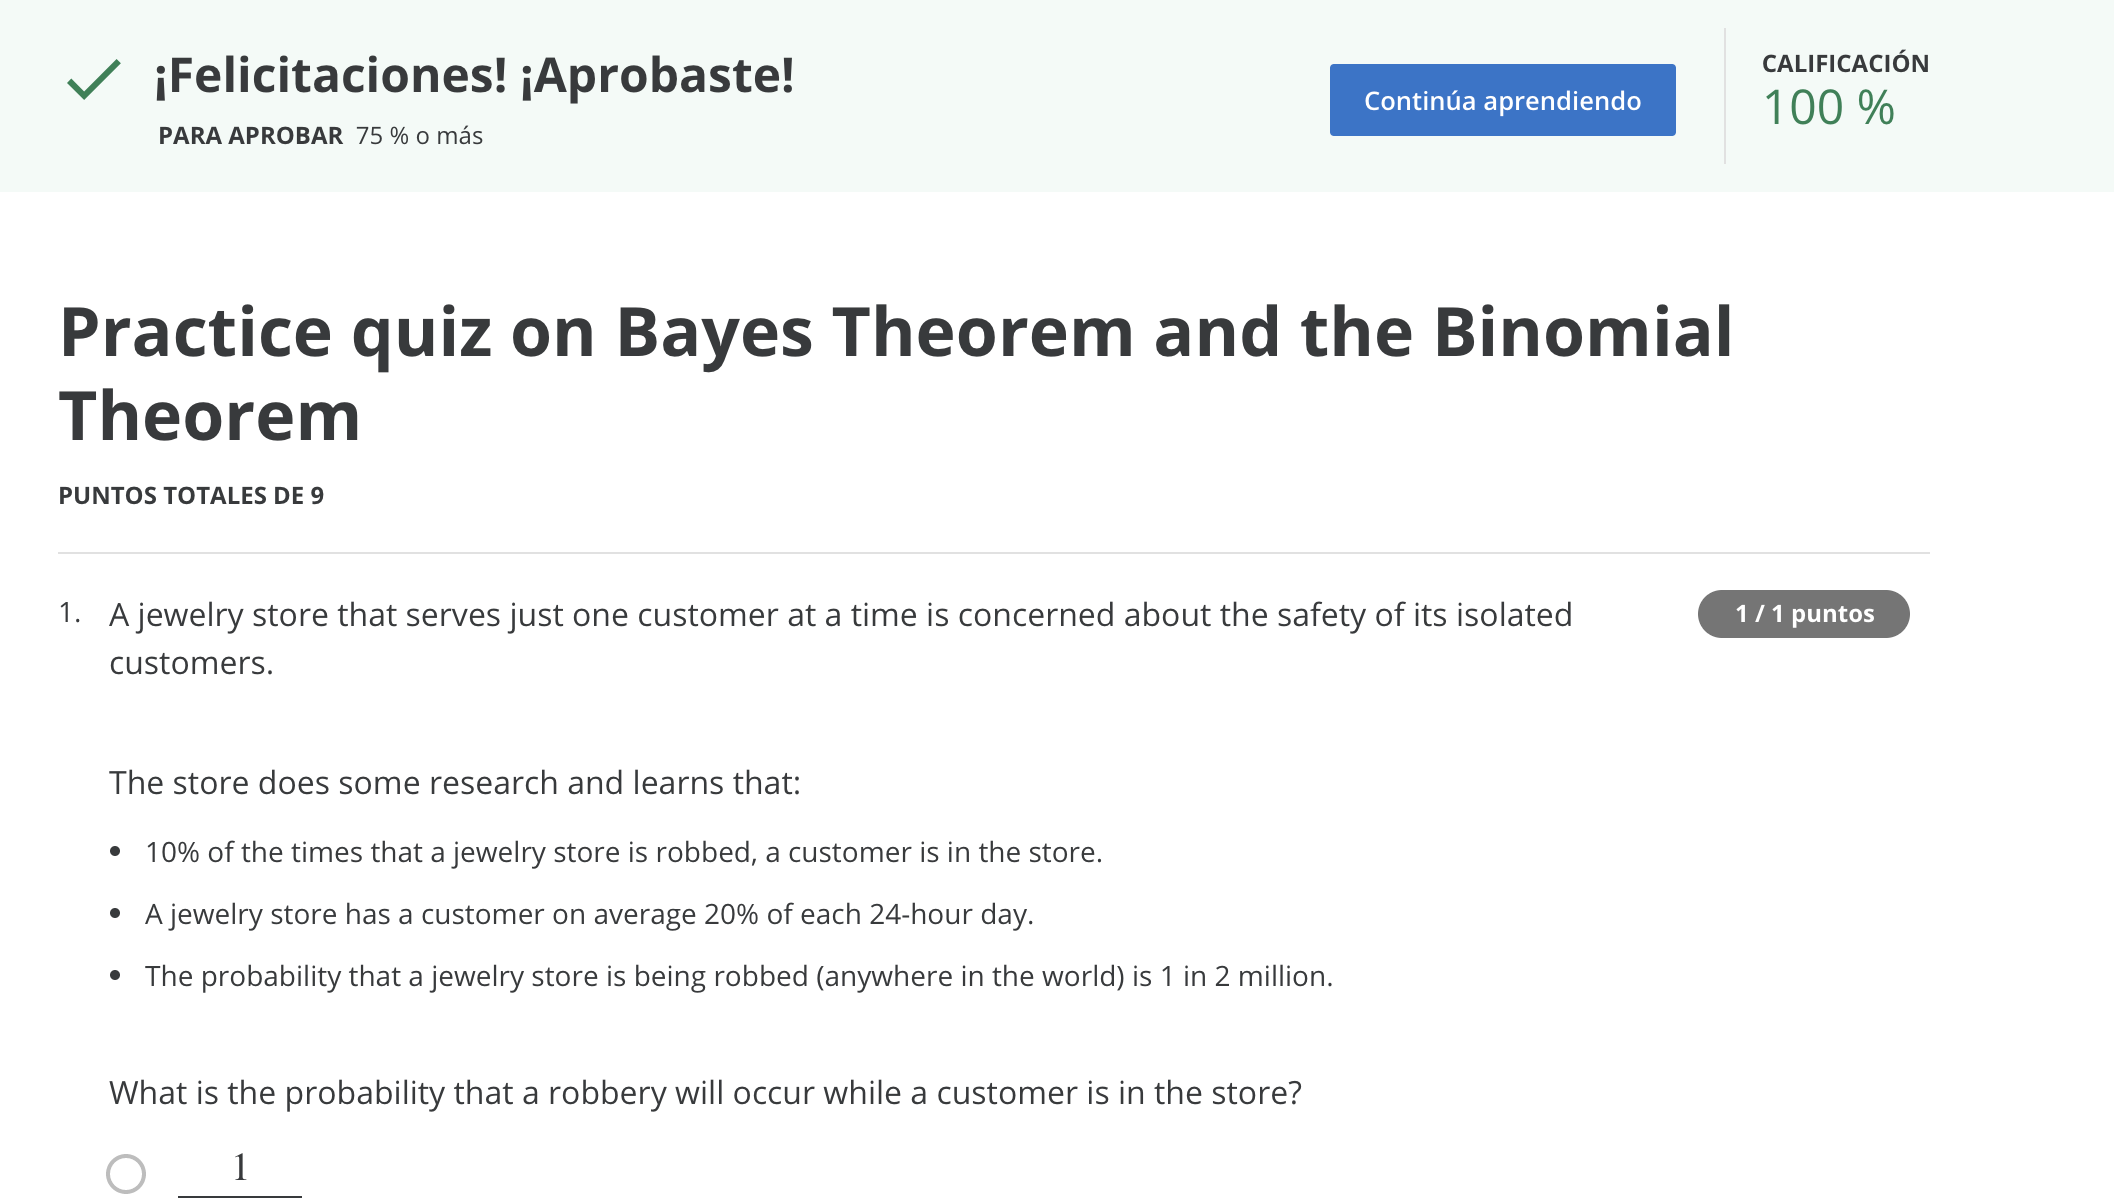 ¡Felicitaciones! ¡Aprobaste!
PARA APROBAR 75 % o más
Continúa aprendiendo
CALIFICACIÓN
100 %
Practice quiz on Bayes Theorem and the Binomial
Theorem
PUNTOS TOTALES DE 9
1. A jewelry store that serves just one customer at a time is concerned about the safety of its isolated
customers.
1 / 1 puntos
The store does some research and learns that:
• 10% of the times that a jewelry store is robbed, a customer is in the store.
• A jewelry store has a customer on average 20% of each 24-hour day.
• The probability that a jewelry store is being robbed (anywhere in the world) is 1 in 2 million.
What is the probability that a robbery will occur while a customer is in the store?
1